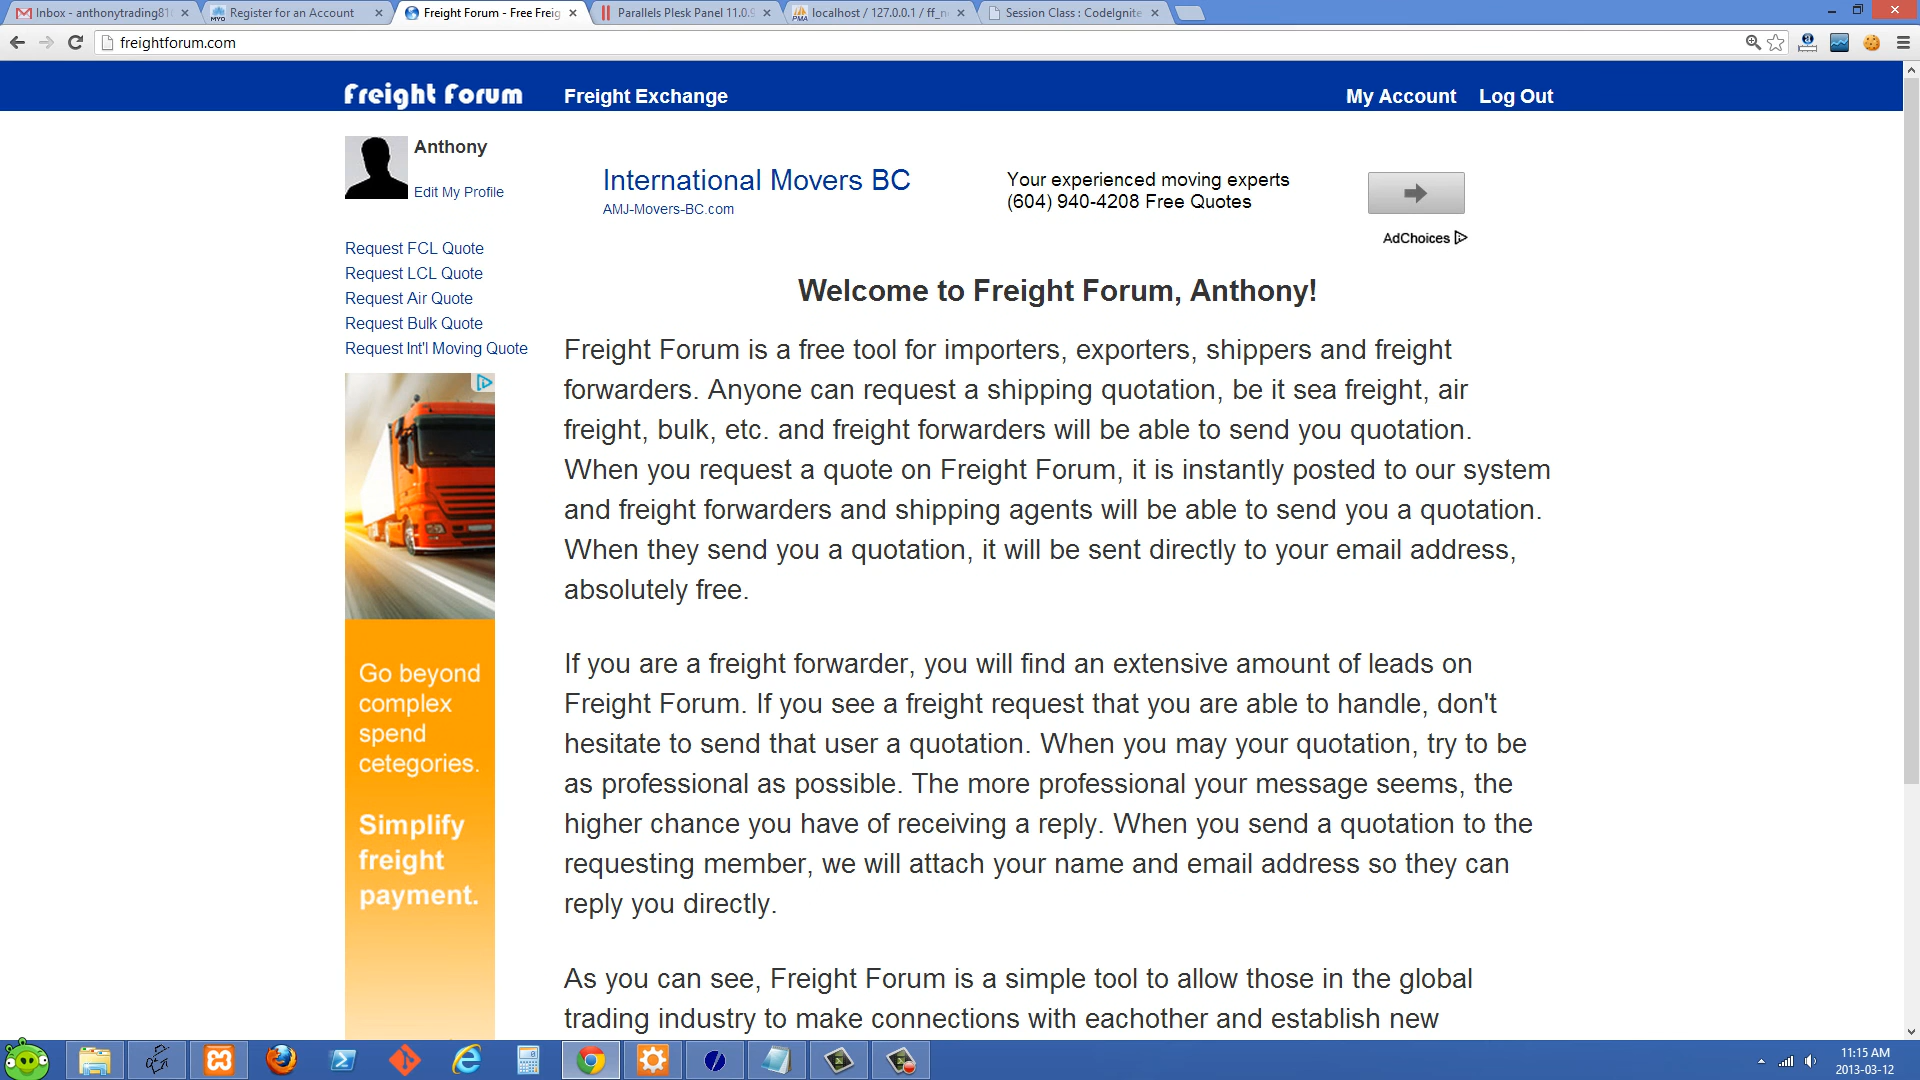 Inbox - anthonytrading81
Register for an Account
Freight Forum - Free Freig
Parallels Plesk Panel 11.0.9
localhost / 127.0.0.1 / ff_n
Session Class : CodeIgnite
freightforum.com
Freight Forum
Freight Exchange
My Account
Log Out
Anthony
Edit My Profile
International Movers BC
AMJ-Movers-BC.com
Your experienced moving experts
(604) 940-4208 Free Quotes
AdChoices
Request FCL Quote
Request LCL Quote
Request Air Quote
Request Bulk Quote
Request Int'l Moving Quote
Go beyond
complex
spend
cetegories.
Simplify
freight
payment.
Welcome to Freight Forum, Anthony!
Freight Forum is a free tool for importers, exporters, shippers and freight
forwarders. Anyone can request a shipping quotation, be it sea freight, air
freight, bulk, etc. and freight forwarders will be able to send you quotation.
When you request a quote on Freight Forum, it is instantly posted to our system
and freight forwarders and shipping agents will be able to send you a quotation.
When they send you a quotation, it will be sent directly to your email address,
absolutely free.
If you are a freight forwarder, you will find an extensive amount of leads on
Freight Forum. If you see a freight request that you are able to handle, don't
hesitate to send that user a quotation. When you may your quotation, try to be
as professional as possible. The more professional your message seems, the
higher chance you have of receiving a reply. When you send a quotation to the
requesting member, we will attach your name and email address so they can
reply you directly.
As you can see, Freight Forum is a simple tool to allow those in the global
trading industry to make connections with eachother and establish new
11:15 AM
2013-03-12